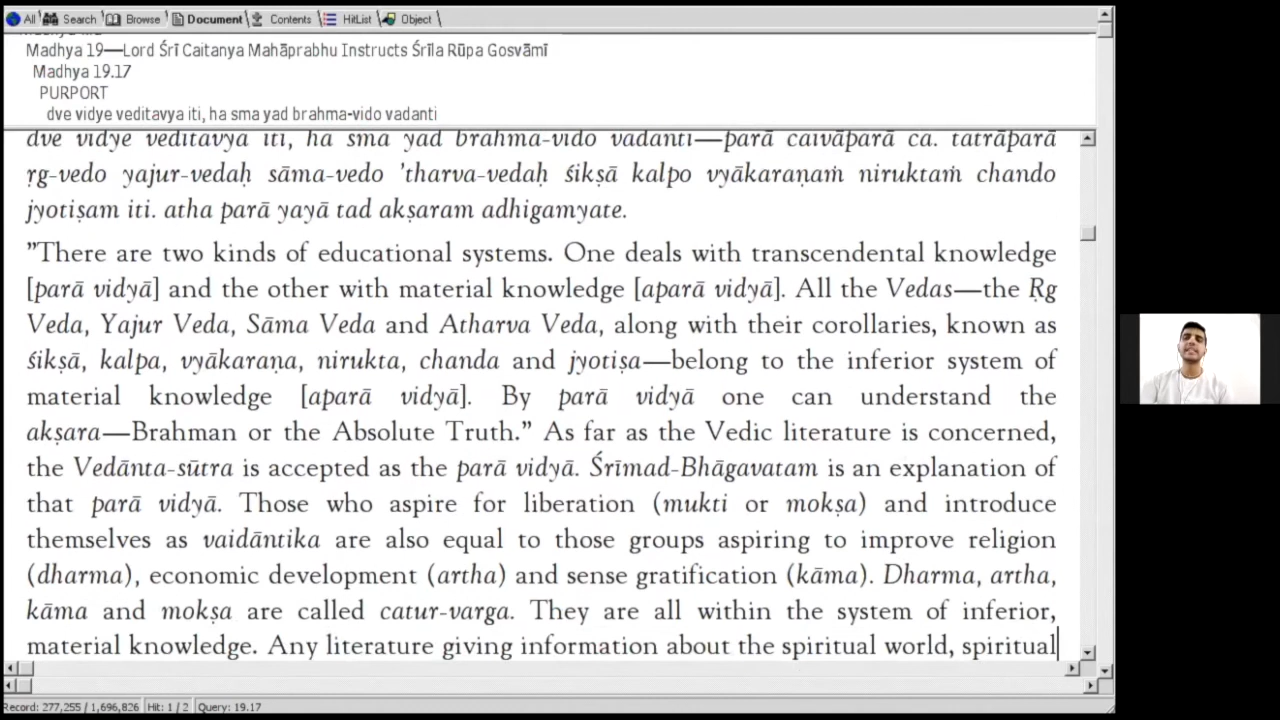 All Search Browse Document Contents HitList Object
Madhya 19—Lord Śrī Caitanya Mahāprabhu Instructs Śrīla Rūpa Gosvāmī
Madhya 19.17
PURPORT
dve vidye veditavya iti, ha sma yad brahma-vido vadanti
dve vidye veditavya iti, ha sma yad brahma-vido vadanti—parā caivāparā ca. tatrāparā
ṛg-vedo yajur-vedaḥ sāma-vedo 'tharva-vedaḥ śikṣā kalpo vyākaraṇaṁ niruktaṁ chando
jyotiṣam iti. atha parā yayā tad akṣaram adhigamyate.
”There are two kinds of educational systems. One deals with transcendental knowledge
[parā vidyā] and the other with material knowledge [aparā vidyā]. All the Vedas—the Ṛg
Veda, Yajur Veda, Sāma Veda and Atharva Veda, along with their corollaries, known as
śikṣā, kalpa, vyākaraṇa, nirukta, chanda and jyotiṣa—belong to the inferior system of
material knowledge [aparā vidyā]. By parā vidyā one can understand the
akṣara—Brahman or the Absolute Truth.” As far as the Vedic literature is concerned,
the Vedānta-sūtra is accepted as the parā vidyā. Śrīmad-Bhāgavatam is an explanation of
that parā vidyā. Those who aspire for liberation (mukti or mokṣa) and introduce
themselves as vaidāntika are also equal to those groups aspiring to improve religion
(dharma), economic development (artha) and sense gratification (kāma). Dharma, artha,
kāma and mokṣa are called catur-varga. They are all within the system of inferior,
material knowledge. Any literature giving information about the spiritual world, spiritual
Record: 277,255 / 1,696,826 Hit: 1 / 2 Query: 19.17